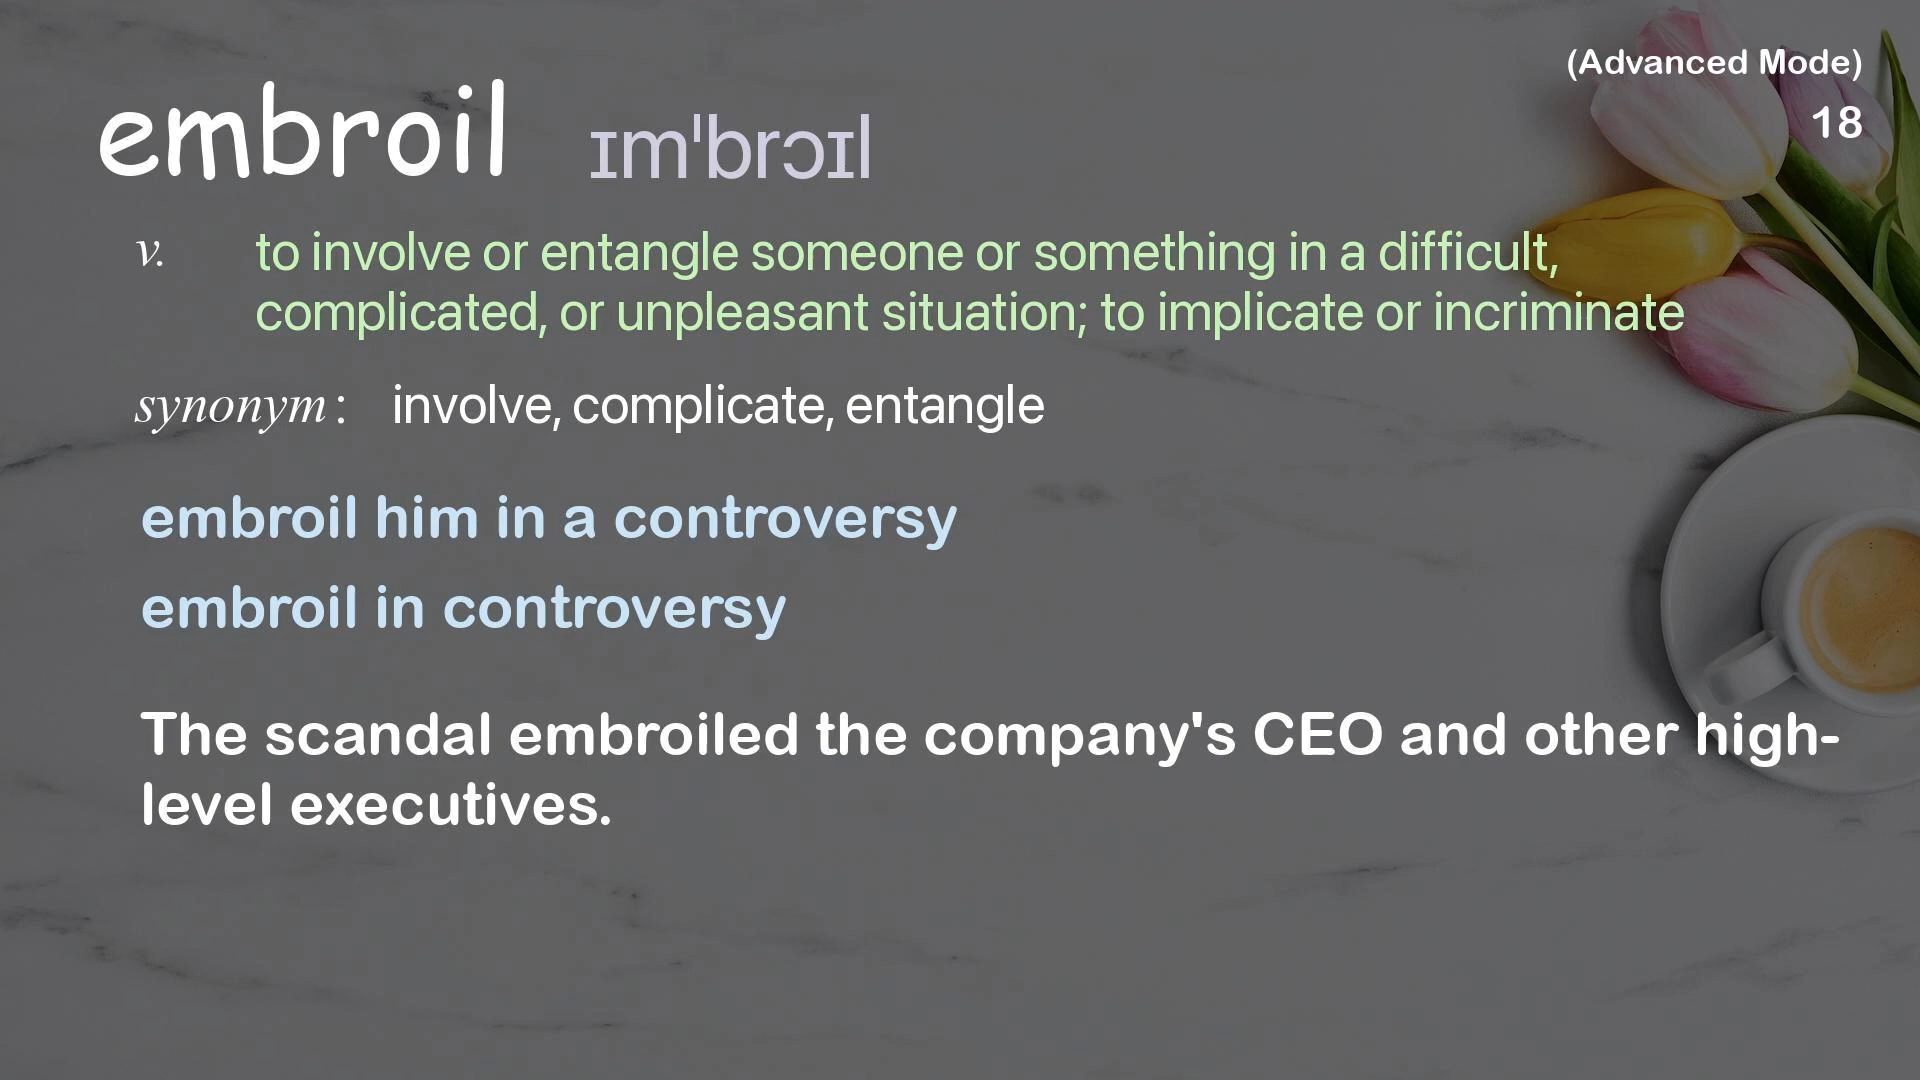 (Advanced Mode)
18
embroil ɪmˈbrɔɪl
v. to involve or entangle someone or something in a difficult,
complicated, or unpleasant situation; to implicate or incriminate
synonym : involve, complicate, entangle
embroil him in a controversy
embroil in controversy
The scandal embroiled the company's CEO and other high-
level executives.